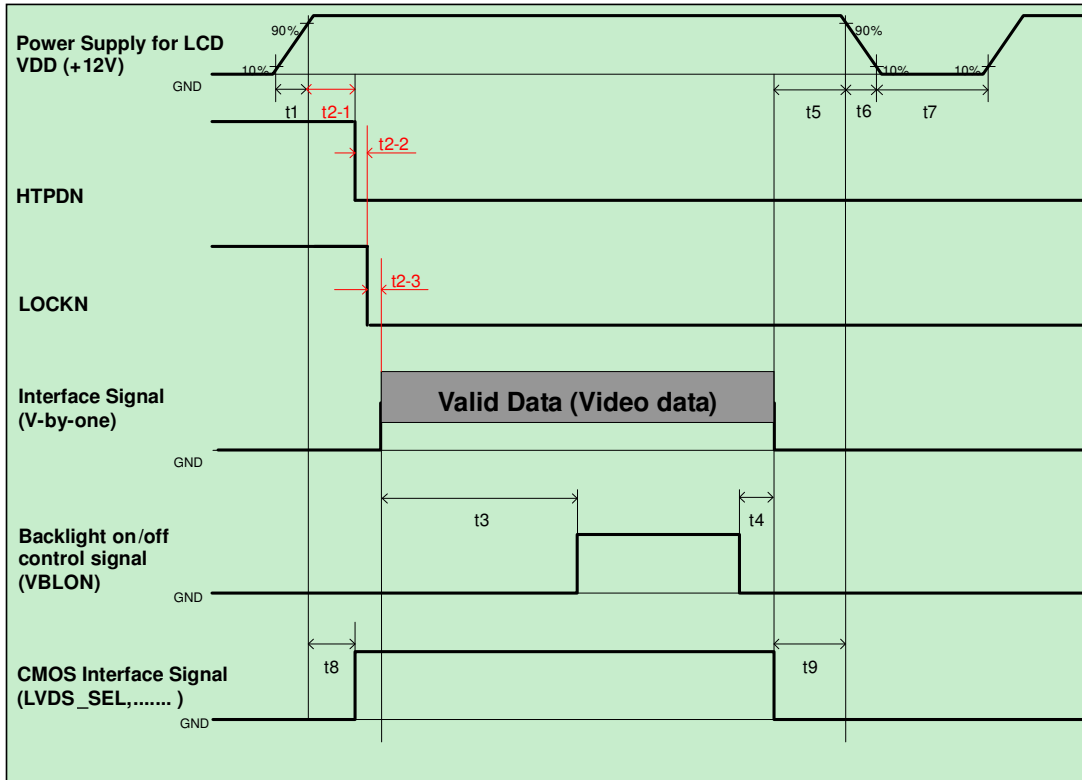 Power Supply for LCD
VDD (+12V)
90%
10%
GND
90%
10%
10%
t1
t2-1
t5
t6
t7
t2-2
HTPDN
t2-3
LOCKN
Interface Signal
(V-by-one)
Valid Data (Video data)
GND
t3
t4
Backlight on/off
control signal
(VBLON)
GND
t8
t9
CMOS Interface Signal
(LVDS_SEL,....... )
GND